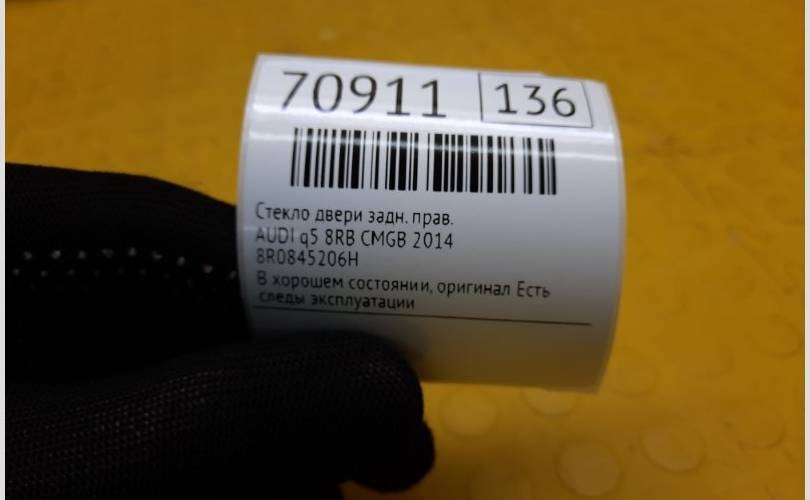 70911 136
Стекло двери задн. прав.
AUDI q5 8RB CMGB 2014
8R0845206H
В хорошем состоянии, оригинал Есть
следы эксплуатации